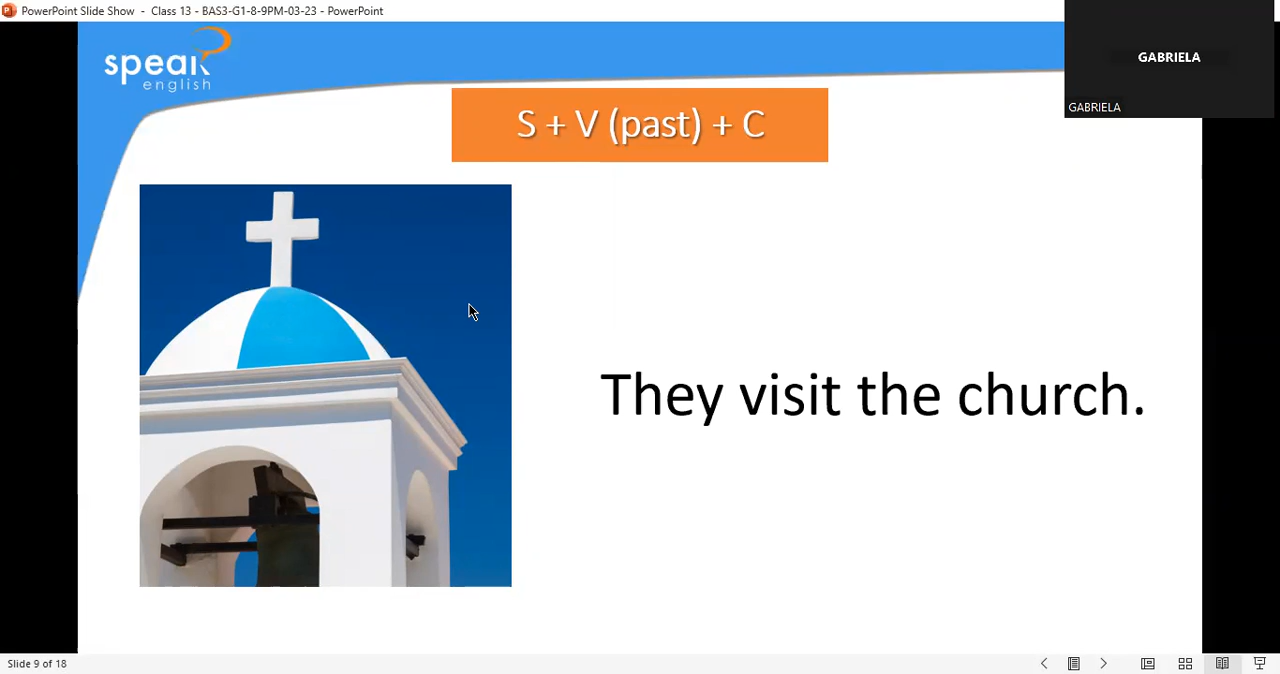 PowerPoint Slide Show - Class 13 - BAS3-G1-8-9PM-03-23 - PowerPoint
GABRIELA
GABRIELA
speak
english
S + V (past) + C
They visit the church.
Slide 9 of 18